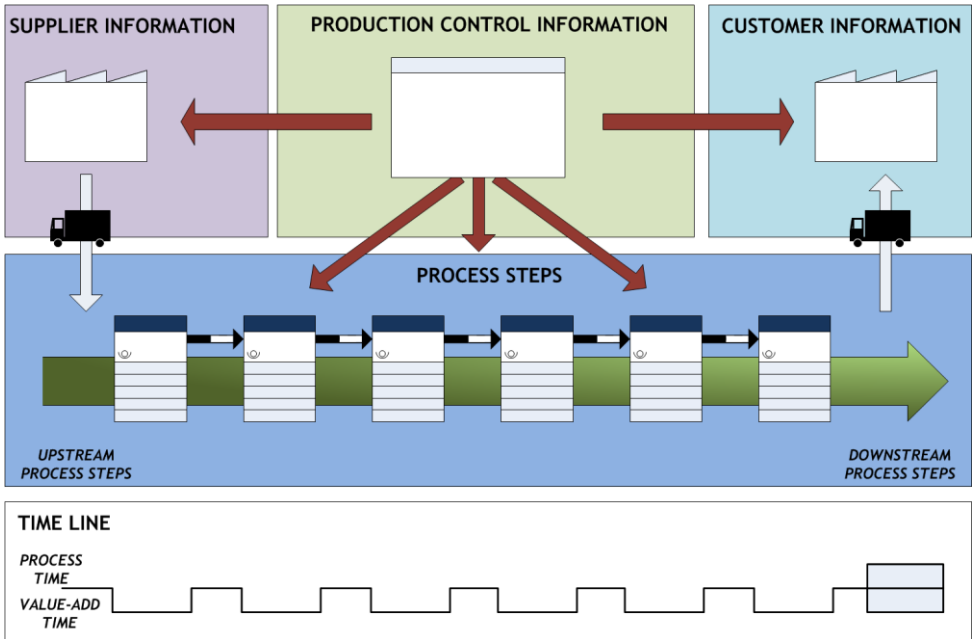 SUPPLIER INFORMATION
PRODUCTION CONTROL INFORMATION
CUSTOMER INFORMATION
PROCESS STEPS
UPSTREAM
PROCESS STEPS
DOWNSTREAM
PROCESS STEPS
TIME LINE
PROCESS
TIME
VALUE-ADD
TIME